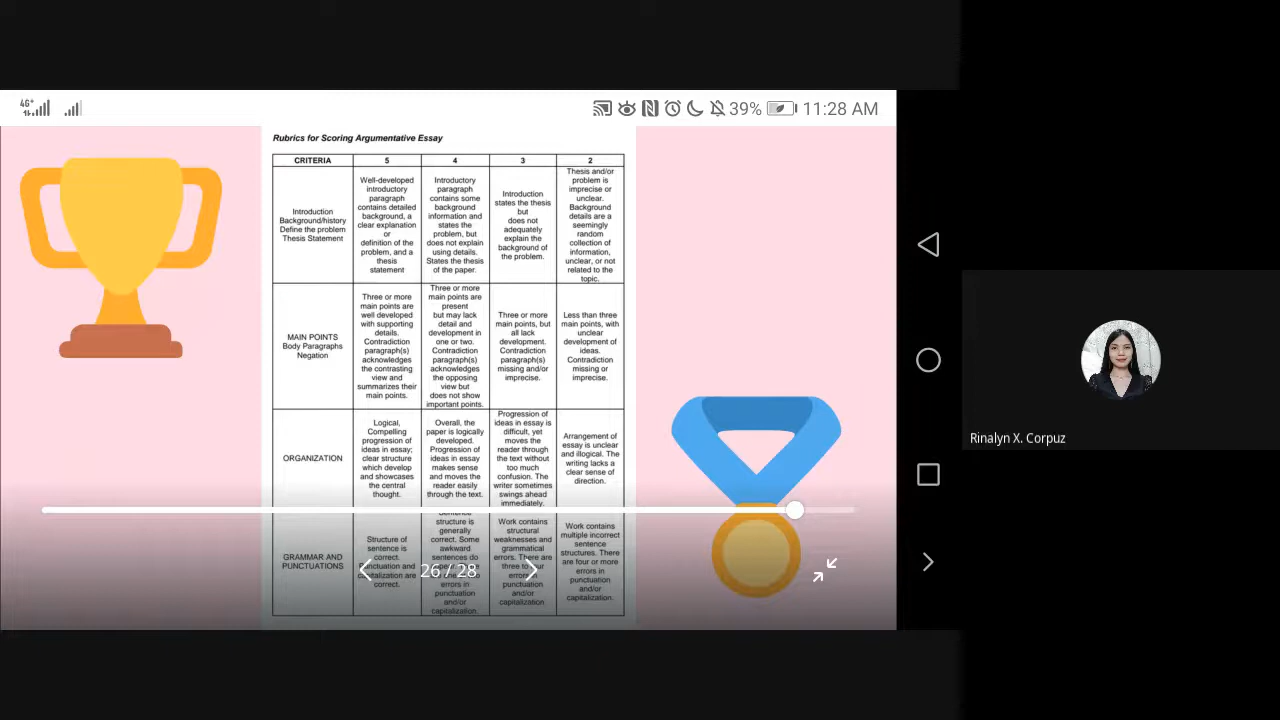 4G+
39%
11:28 AM
Rubrics for Scoring Argumentative Essay
CRITERIA
5
4
3
2
Introduction
Background/history
Define the problem
Thesis Statement
Well-developed
introductory
paragraph
contains detailed
background, a
clear explanation
or
definition of the
problem, and a
thesis
statement
Introductory
paragraph
contains some
background
information and
states the
problem, but
does not explain
using details.
States the thesis
of the paper.
Introduction
states the thesis
but
does not
adequately
explain the
background of
the problem.
Thesis and/or
problem is
imprecise or
unclear.
Background
details are a
seemingly
random
collection of
information,
unclear, or not
related to the
topic.
MAIN POINTS
Body Paragraphs
Negation
Three or more
main points are
well developed
with supporting
details.
Contradiction
paragraph(s)
acknowledges
the contrasting
view and
summarizes their
main points.
Three or more
main points are
present
but may lack
detail and
development in
one or two.
Contradiction
paragraph(s)
acknowledges
the opposing
view but
does not show
important points.
Three or more
main points, but
all lack
development.
Contradiction
paragraph(s)
missing and/or
imprecise.
Less than three
main points, with
unclear
development of
ideas.
Contradiction
missing or
imprecise.
ORGANIZATION
Logical,
Compelling
progression of
ideas in essay;
clear structure
which develop
and showcases
the central
thought.
Overall, the
paper is logically
developed.
Progression of
ideas in essay
makes sense
and moves the
reader easily
through the text.
Progression of
ideas in essay is
difficult, yet
moves the
reader through
the text without
too much
confusion. The
writer sometimes
swings ahead
immediately.
Arrangement of
essay is unclear
and illogical. The
writing lacks a
clear sense of
direction.
GRAMMAR AND
PUNCTUATIONS
Structure of
sentence is
correct.
Punctuation and
capitalization are
correct.
Sentence
structure is
generally
correct. Some
awkward
sentences do
errors in
punctuation
and/or
capitalization.
Work contains
structural
weaknesses and
grammatical
errors. There are
three to four
errors in
punctuation
and/or
capitalization
Work contains
multiple incorrect
sentence
structures. There
are four or more
errors in
punctuation
and/or
capitalization.
26 / 28
Rinalyn X. Corpuz